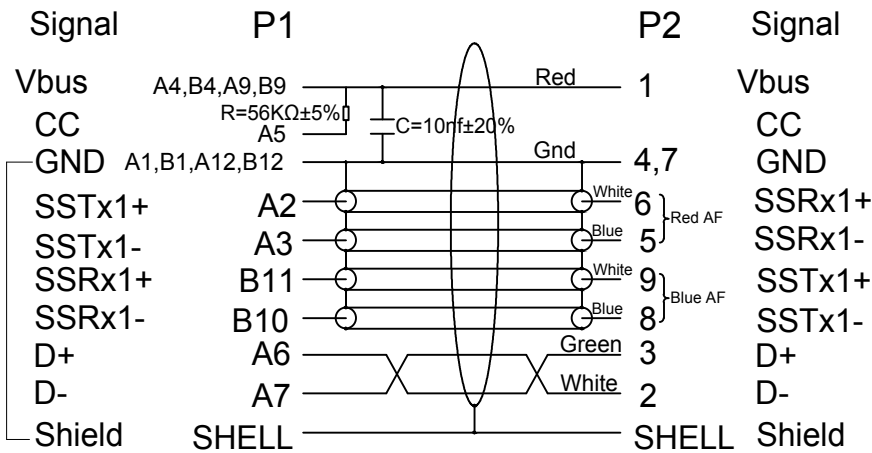 Signal P1 P2 Signal
Vbus A4,B4,A9,B9 Red 1 Vbus
R=56KΩ±5%
CC A5 C=10nf±20% CC
GND A1,B1,A12,B12 Gnd 4,7 GND
SSTx1+ A2 White 6 SSRx1+
Red AF
SSTx1- A3 Blue 5 SSRx1-
SSRx1+ B11 White 9 SSTx1+
Blue AF
SSRx1- B10 Blue 8 SSTx1-
D+ A6 Green 3 D+
D- A7 White 2 D-
Shield SHELL SHELL Shield